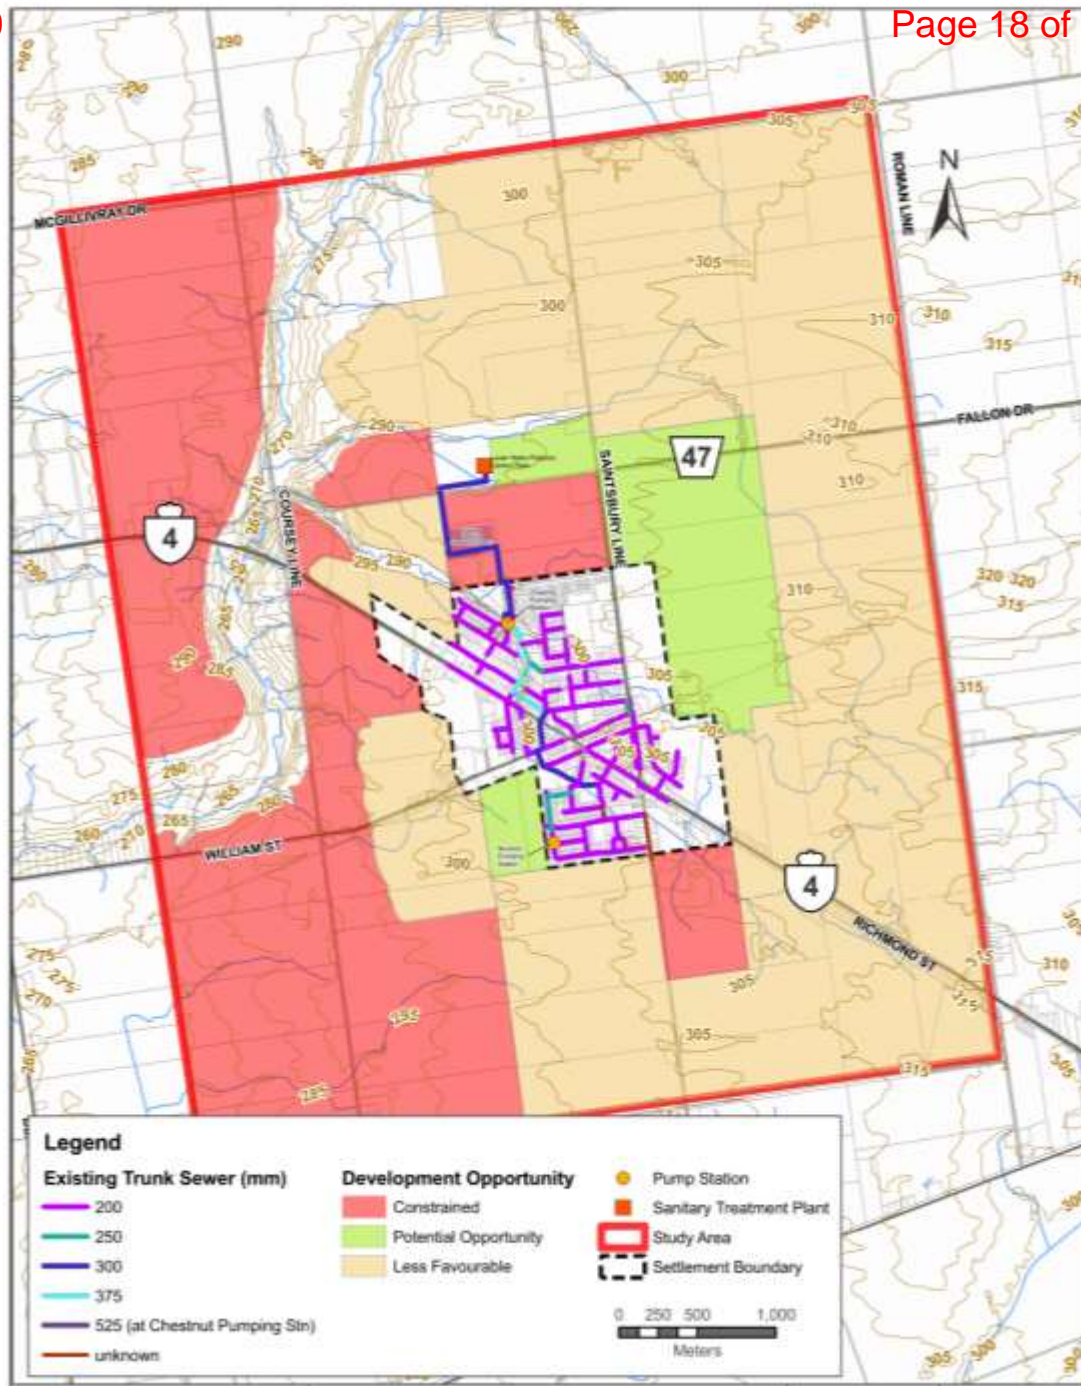 Page 18 of
MCGILLIVRAY DR
ROMAN LINE
N
FALLON DR
47
SAINTSBURY LINE
COURSEY LINE
4
WILLIAM ST
4
RICHMOND ST
290
300
305
285
275
310
315
270
265
295
280
260
320 320
Legend
Existing Trunk Sewer (mm)
200
250
300
375
525 (at Chestnut Pumping Stn)
unknown
Development Opportunity
Constrained
Potential Opportunity
Less Favourable
Pump Station
Sanitary Treatment Plant
Study Area
Settlement Boundary
0 250 500 1,000
Meters